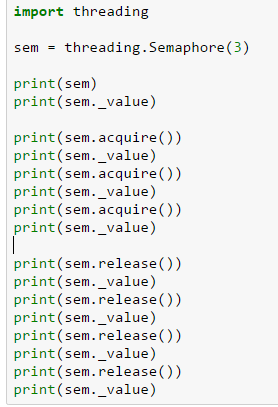 import threading
sem = threading.Semaphore(3)
print(sem)
print(sem._value)
print(sem.acquire())
print(sem._value)
print(sem.acquire())
print(sem._value)
print(sem.acquire())
print(sem._value)
print(sem.release())
print(sem._value)
print(sem.release())
print(sem._value)
print(sem.release())
print(sem._value)
print(sem.release())
print(sem._value)